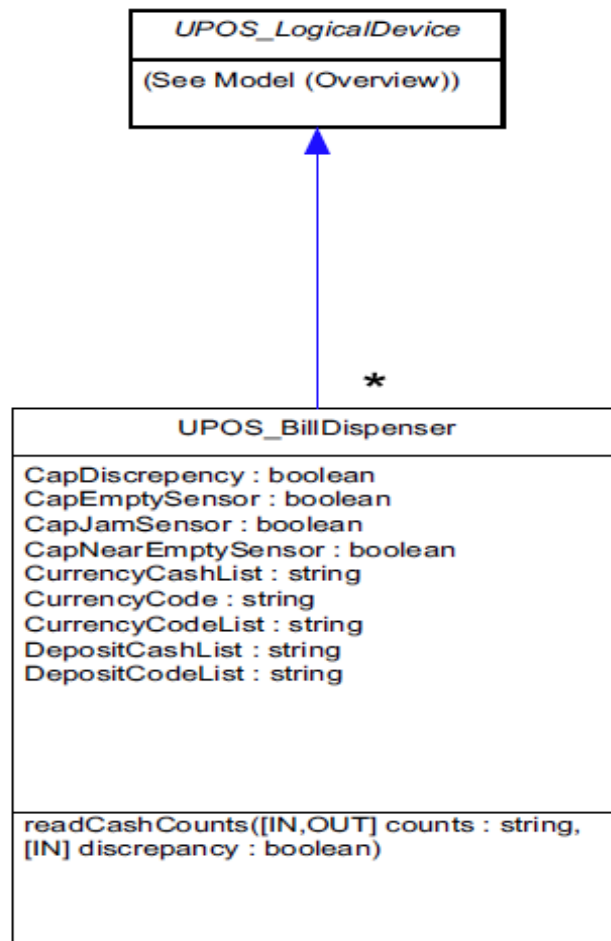 UPOS_LogicalDevice
(See Model (Overview))
*
UPOS_BillDispenser
CapDiscrepency : boolean
CapEmptySensor : boolean
CapJamSensor : boolean
CapNearEmptySensor : boolean
CurrencyCashList : string
CurrencyCode : string
CurrencyCodeList : string
DepositCashList : string
DepositCodeList : string
readCashCounts([IN,OUT] counts : string,
[IN] discrepancy : boolean)